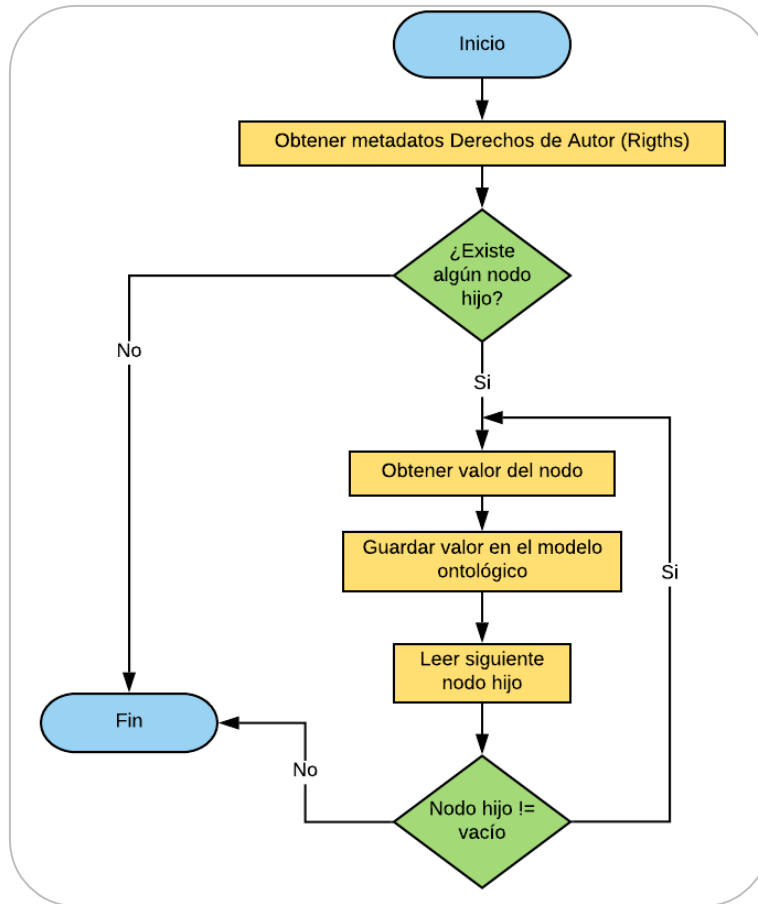 Inicio
Obtener metadatos Derechos de Autor (Rigths)
¿Existe
algún nodo
hijo?
No
Si
Obtener valor del nodo
Guardar valor en el modelo
ontológico
Si
Leer siguiente
nodo hijo
Fin
No
Nodo hijo !=
vacío